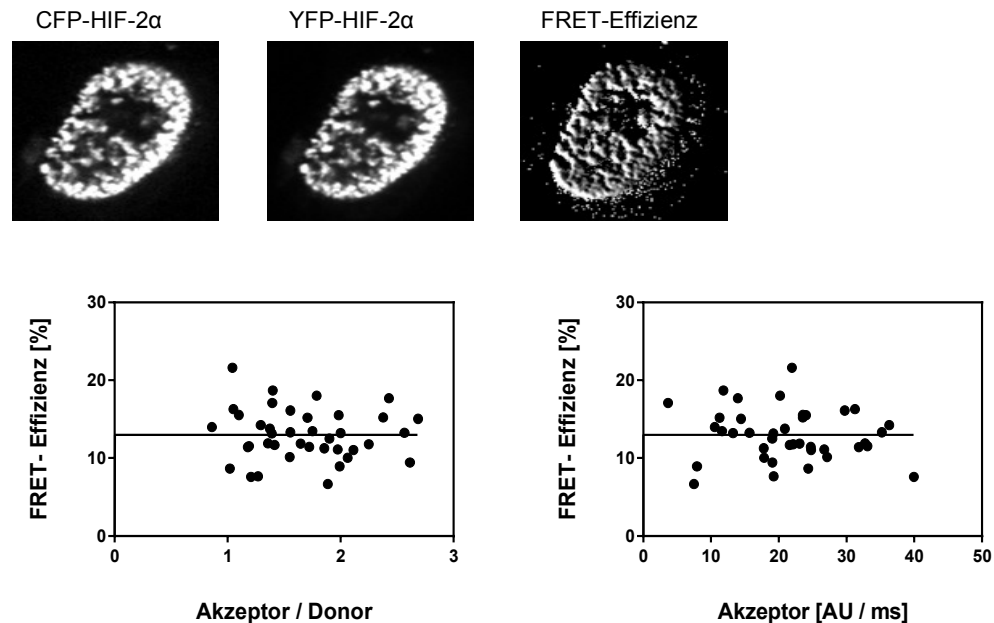 CFP-HIF-2α YFP-HIF-2α FRET-Effizienz
FRET- Effizienz [%]
30
20
10
0
0 1 2 3
Akzeptor / Donor
FRET- Effizienz [%]
30
20
10
0
0 10 20 30 40 50
Akzeptor [AU / ms]